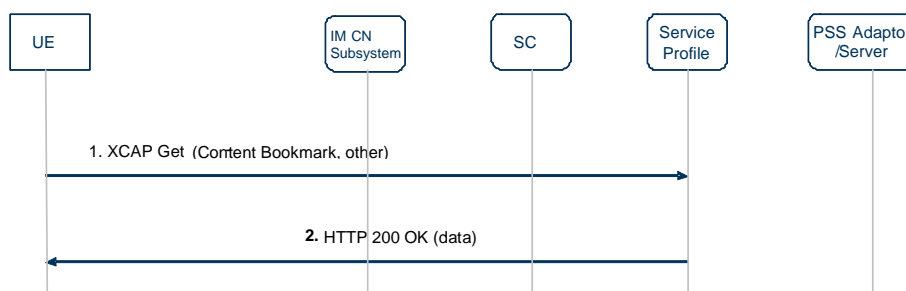 UE
IM CN
Subsystem
SC
Service
Profile
PSS Adapto
/Server
1. XCAP Get (Content Bookmark, other)
2. HTTP 200 OK (data)